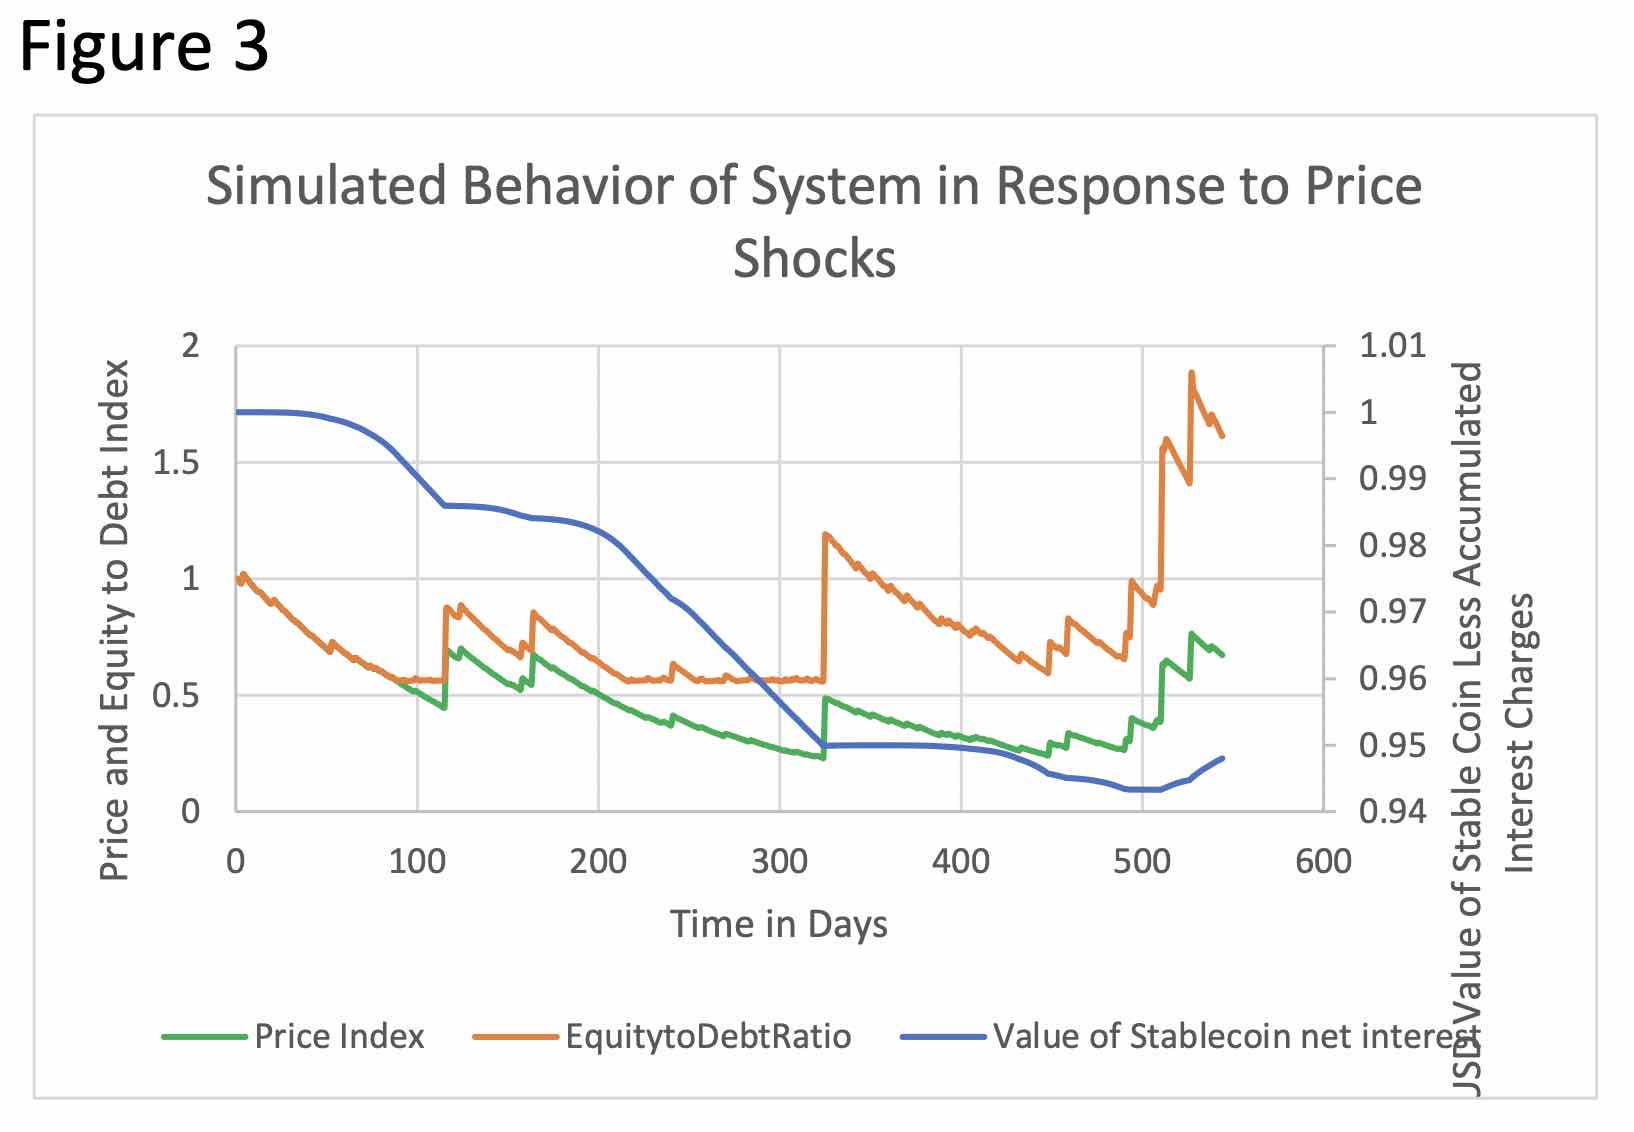 Figure 3
Simulated Behavior of System in Response to Price
Shocks
Price and Equity to Debt Index
2
1.5
1
0.5
0
1.01
1
0.99
0.98
0.97
0.96
0.95
0.94
JSD Value of Stable Coin Less Accumulated
Interest Charges
0
100
200
300
400
500
600
Time in Days
Price Index
EquitytoDebtRatio
Value of Stablecoin net interest